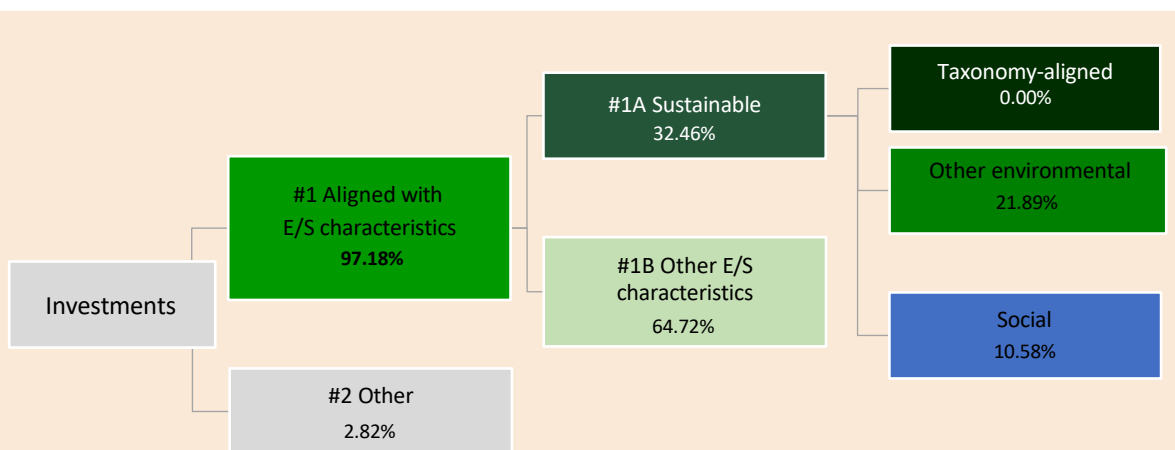 Investments
#1 Aligned with
E/S characteristics
97.18%
#2 Other
2.82%
#1A Sustainable
32.46%
#1B Other E/S
characteristics
64.72%
Taxonomy-aligned
0.00%
Other environmental
21.89%
Social
10.58%